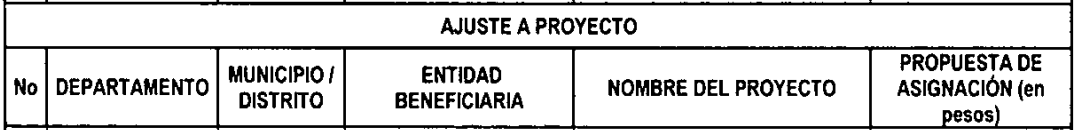 AJUSTE A PROYECTO
No DEPARTAMENTO MUNICIPIO / DISTRITO ENTIDAD BENEFICIARIA NOMBRE DEL PROYECTO PROPUESTA DE ASIGNACIÓN (en pesos)